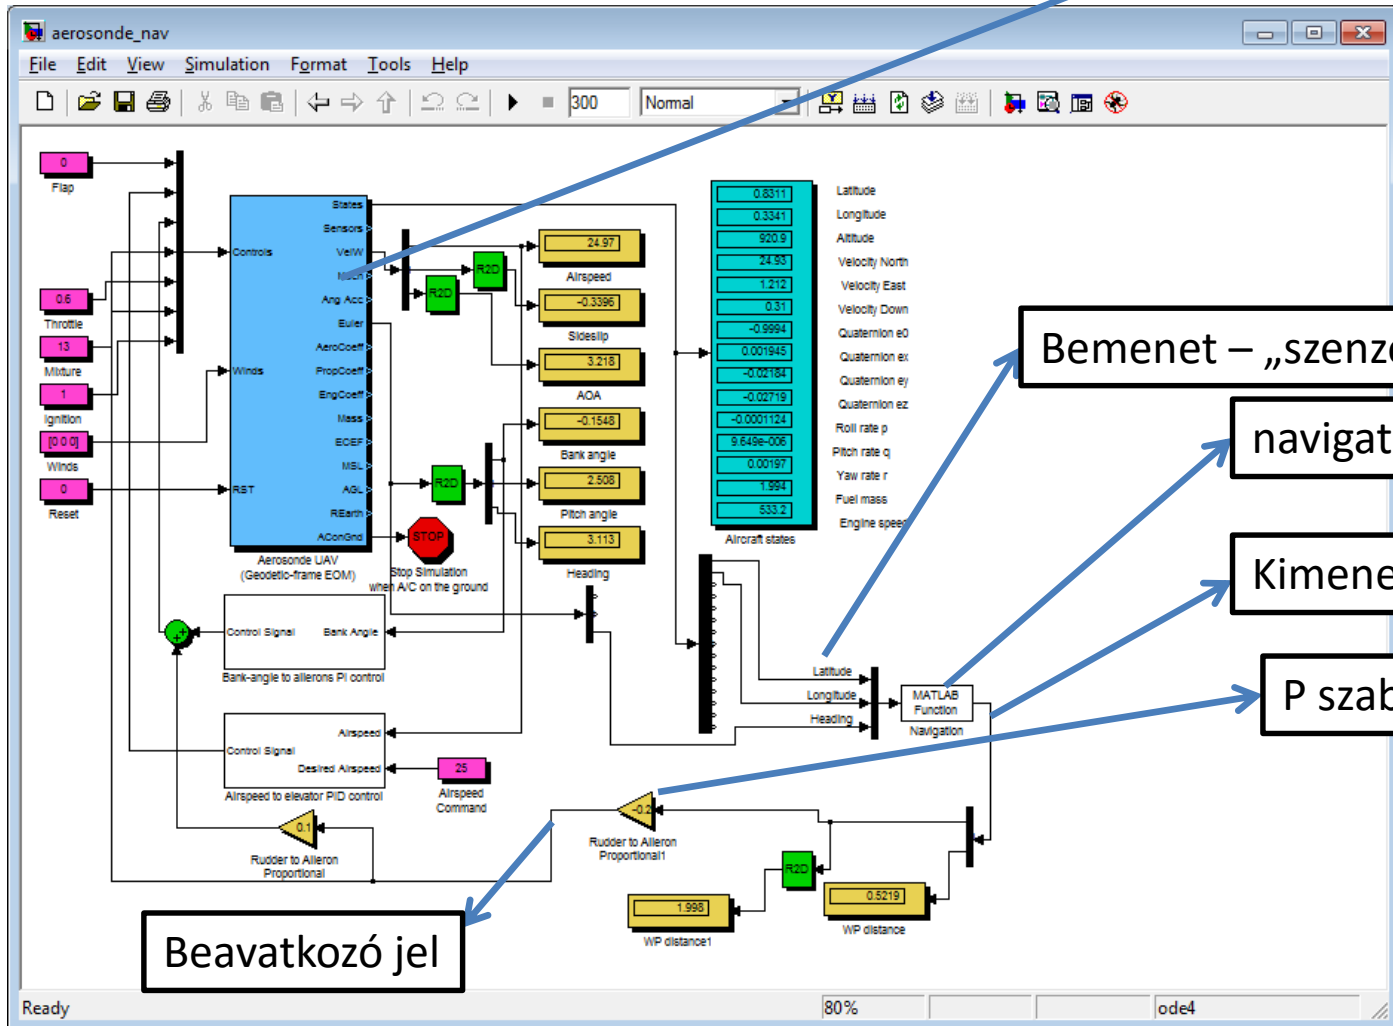 aerosonde_nav
File Edit View Simulation Format Tools Help
300 Normal
0
Flap
0.6
Throttle
13
Mixture
1
Ignition
[0 0 0]
Winds
0
Reset
Controls
Winds
RST
States
Sensors
VelW
Mach
Ang Acc
Euler
AeroCoeff
PropCoeff
EngCoeff
Mass
ECEF
MSL
AGL
REarth
AConGnd
Aerosonde UAV
(Geodetic-frame EOM)
R2D
R2D
R2D
STOP
Stop Simulation
when A/C on the ground
24.97
Airspeed
-0.3396
Sideslip
3.218
AOA
-0.1548
Bank angle
2.508
Pitch angle
3.113
Heading
0.8311
0.3341
920.9
24.93
1.212
0.31
-0.9994
0.001945
-0.02184
-0.02719
-0.0001124
9.649e-006
0.00197
1.994
533.2
Aircraft states
Latitude
Longitude
Altitude
Velocity North
Velocity East
Velocity Down
Quaternion e0
Quaternion ex
Quaternion ey
Quaternion ez
Roll rate p
Pitch rate q
Yaw rate r
Fuel mass
Engine speed
Bemenet – „szenz
navigat
Kimene
P szab
Control Signal Bank Angle
Bank-angle to ailerons PI control
Airspeed
Control Signal
Desired Airspeed
Airspeed to elevator PID control
25
Airspeed
Command
Latitude
Longitude
Heading
MATLAB
Function
Navigation
0.1
Rudder to Aileron
Proportional
-0.2
Rudder to Aileron
Proportional1
R2D
1.998
WP distance1
0.5219
WP distance
Beavatkozó jel
Ready 80% ode4